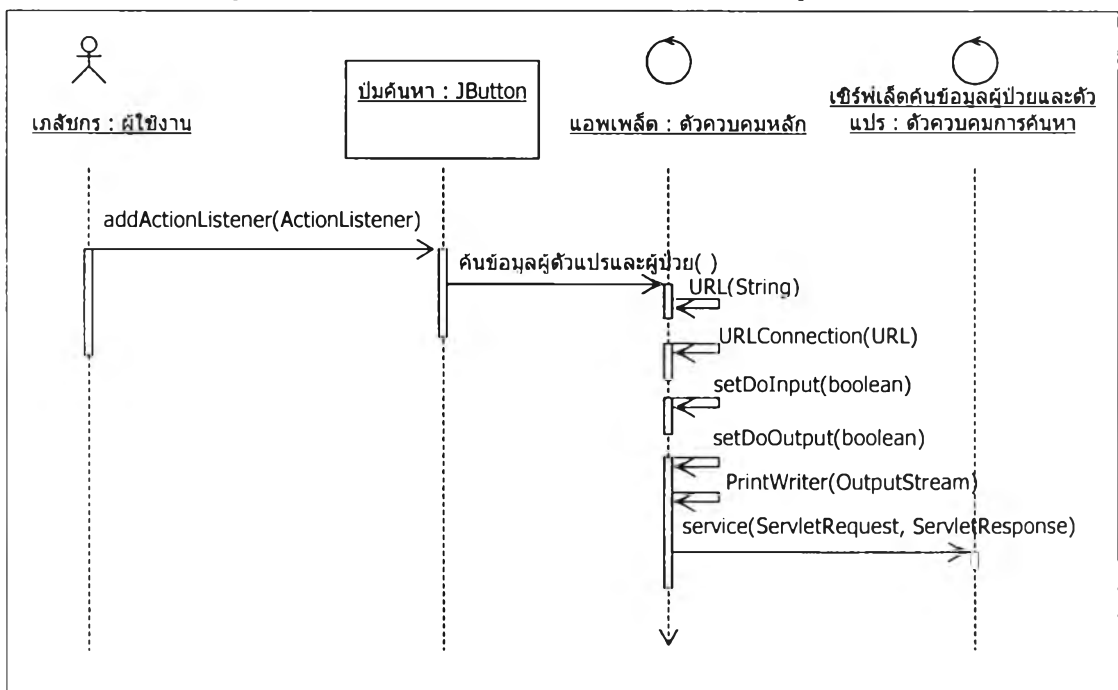 เภสัชกร : ผู้ใช้งาน
ปุ่มค้นหา : JButton
แอพเพล็ต : ตัวควบคุมหลัก
เซิร์ฟเล็ตค้นข้อมูลผู้ป่วยและตัว
แปร : ตัวควบคุมการค้นหา
addActionListener(ActionListener)
ค้นข้อมูลผู้ตัวแปรและผู้ป่วย( )
URL(String)
URLConnection(URL)
setDoInput(boolean)
setDoOutput(boolean)
PrintWriter(OutputStream)
service(ServletRequest, ServletResponse)